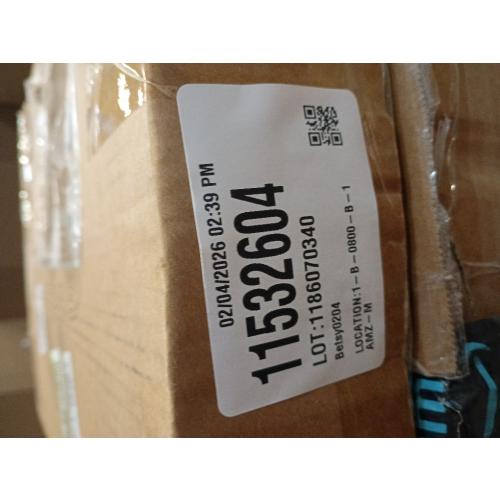 02/04/2026 02:39 PM
11532604
LOT:1186070340
Betsy0204
LOCATION:1-B-0800-B-1
AMZ-M
m